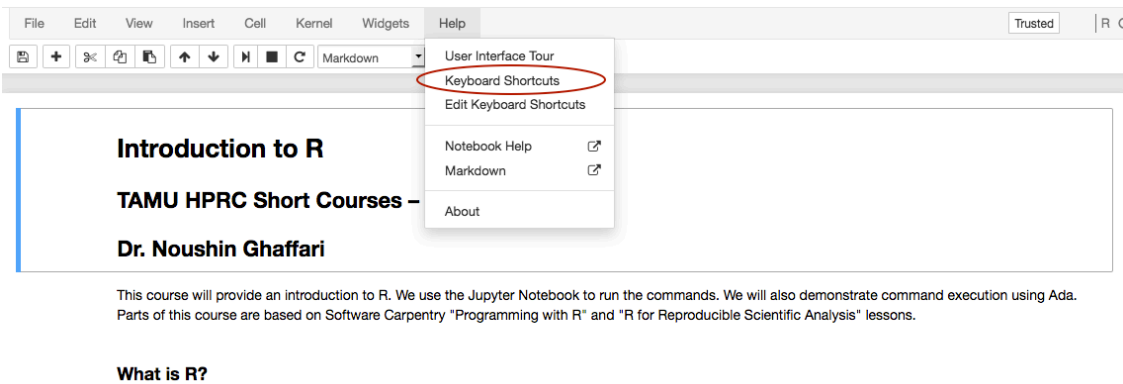 File Edit View Insert Cell Kernel Widgets Help Trusted R
Markdown
User Interface Tour
Keyboard Shortcuts
Edit Keyboard Shortcuts
Notebook Help
Markdown
About
Introduction to R
TAMU HPRC Short Courses –
Dr. Noushin Ghaffari
This course will provide an introduction to R. We use the Jupyter Notebook to run the commands. We will also demonstrate command execution using Ada.
Parts of this course are based on Software Carpentry "Programming with R" and "R for Reproducible Scientific Analysis" lessons.
What is R?